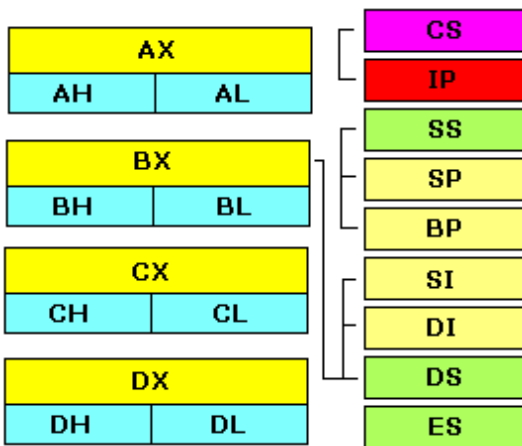 AX
AH AL
BX
BH BL
CX
CH CL
DX
DH DL
CS
IP
SS
SP
BP
SI
DI
DS
ES